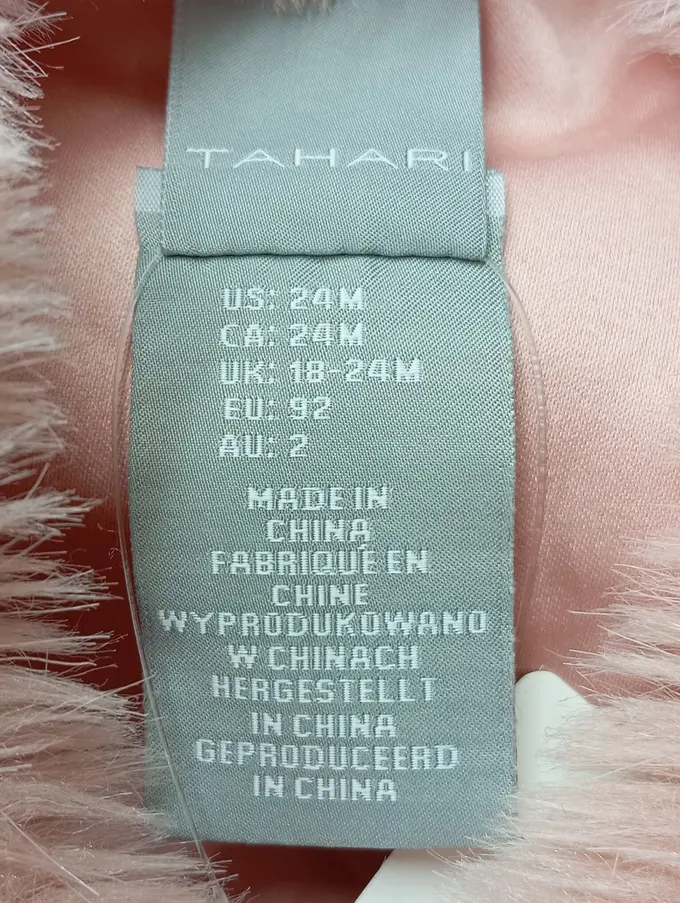 TAHARI
US: 24M
CA: 24M
UK: 18-24M
EU: 92
AU: 2
MADE IN
CHINA
FABRIQUÉ EN
CHINE
WYPRODUKOWANO
W CHINACH
HERGESTELLT
IN CHINA
GEPRODUCEERD
IN CHINA